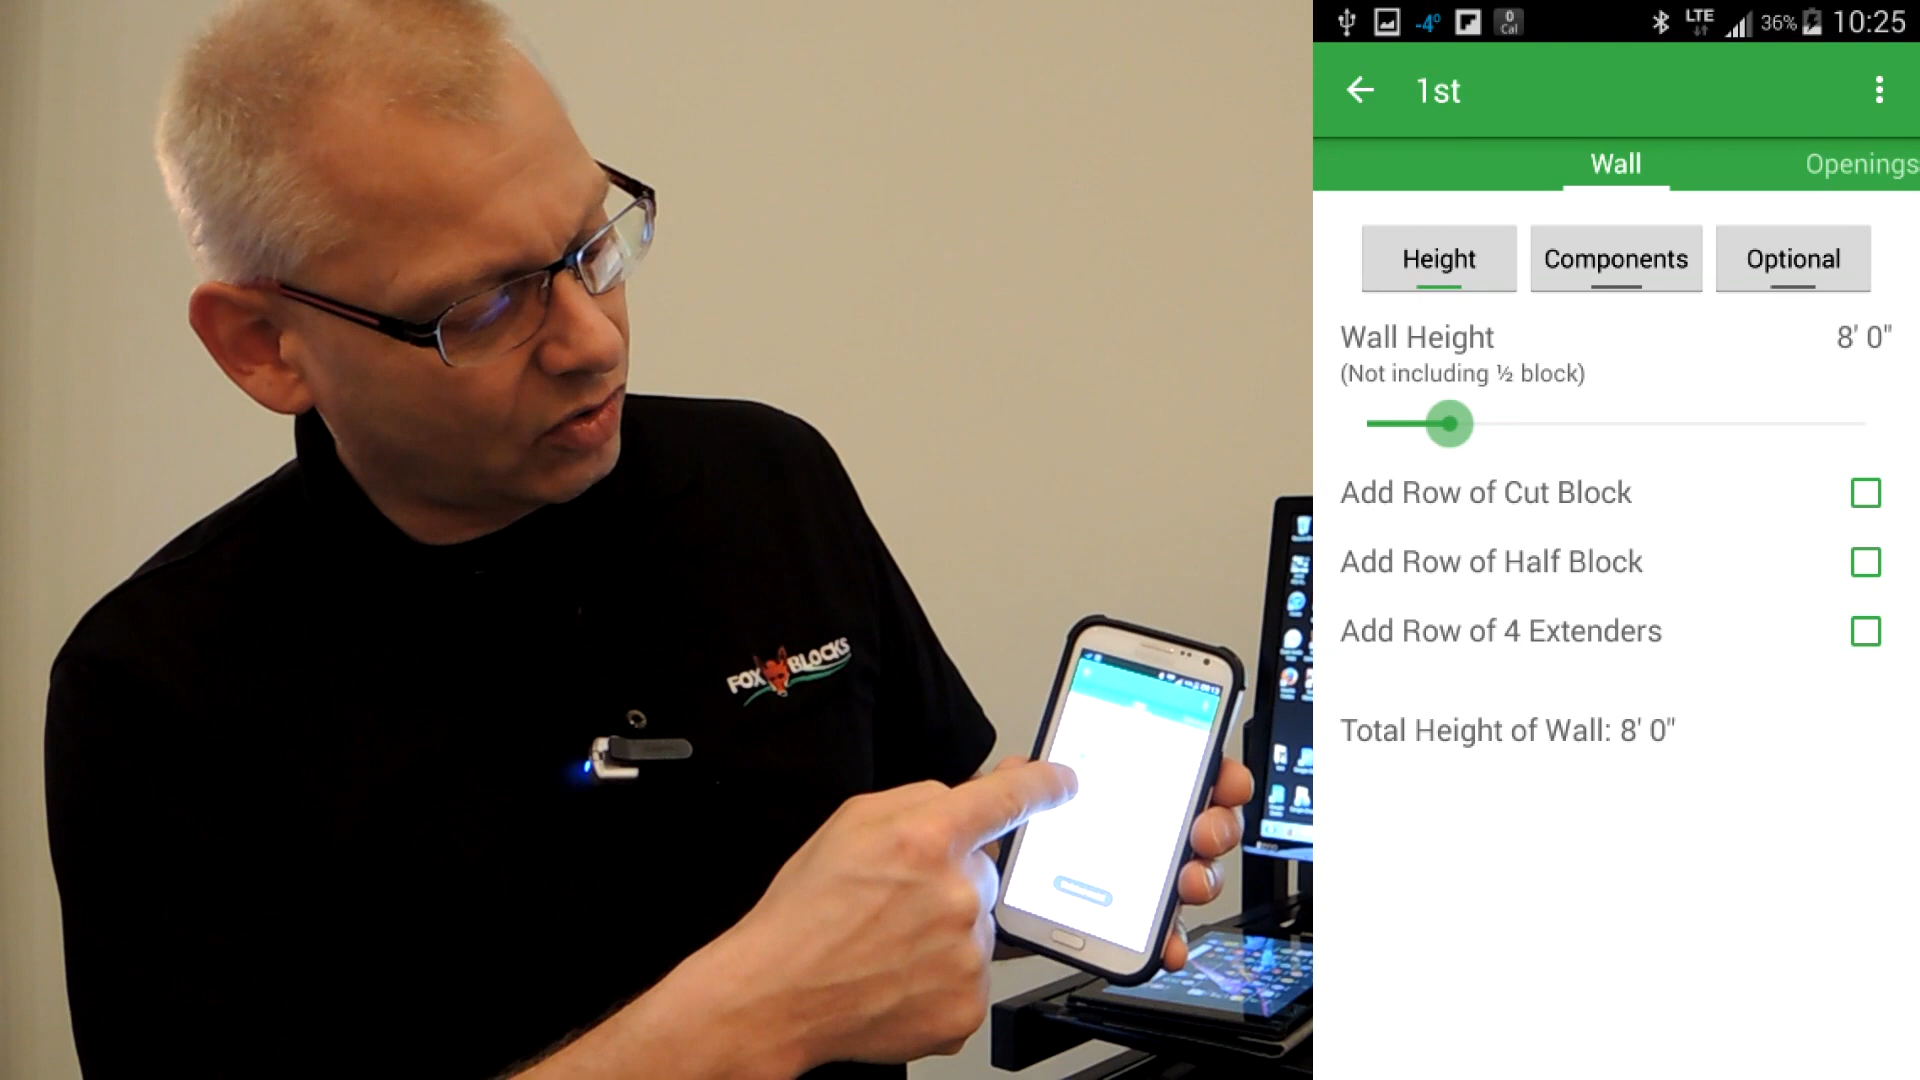 FOX BLOCKS
-4°
0
Cal
LTE
36%
10:25
1st
Wall
Openings
Height
Components
Optional
Wall Height
8' 0"
(Not including ½ block)
Add Row of Cut Block
Add Row of Half Block
Add Row of 4 Extenders
Total Height of Wall: 8' 0"